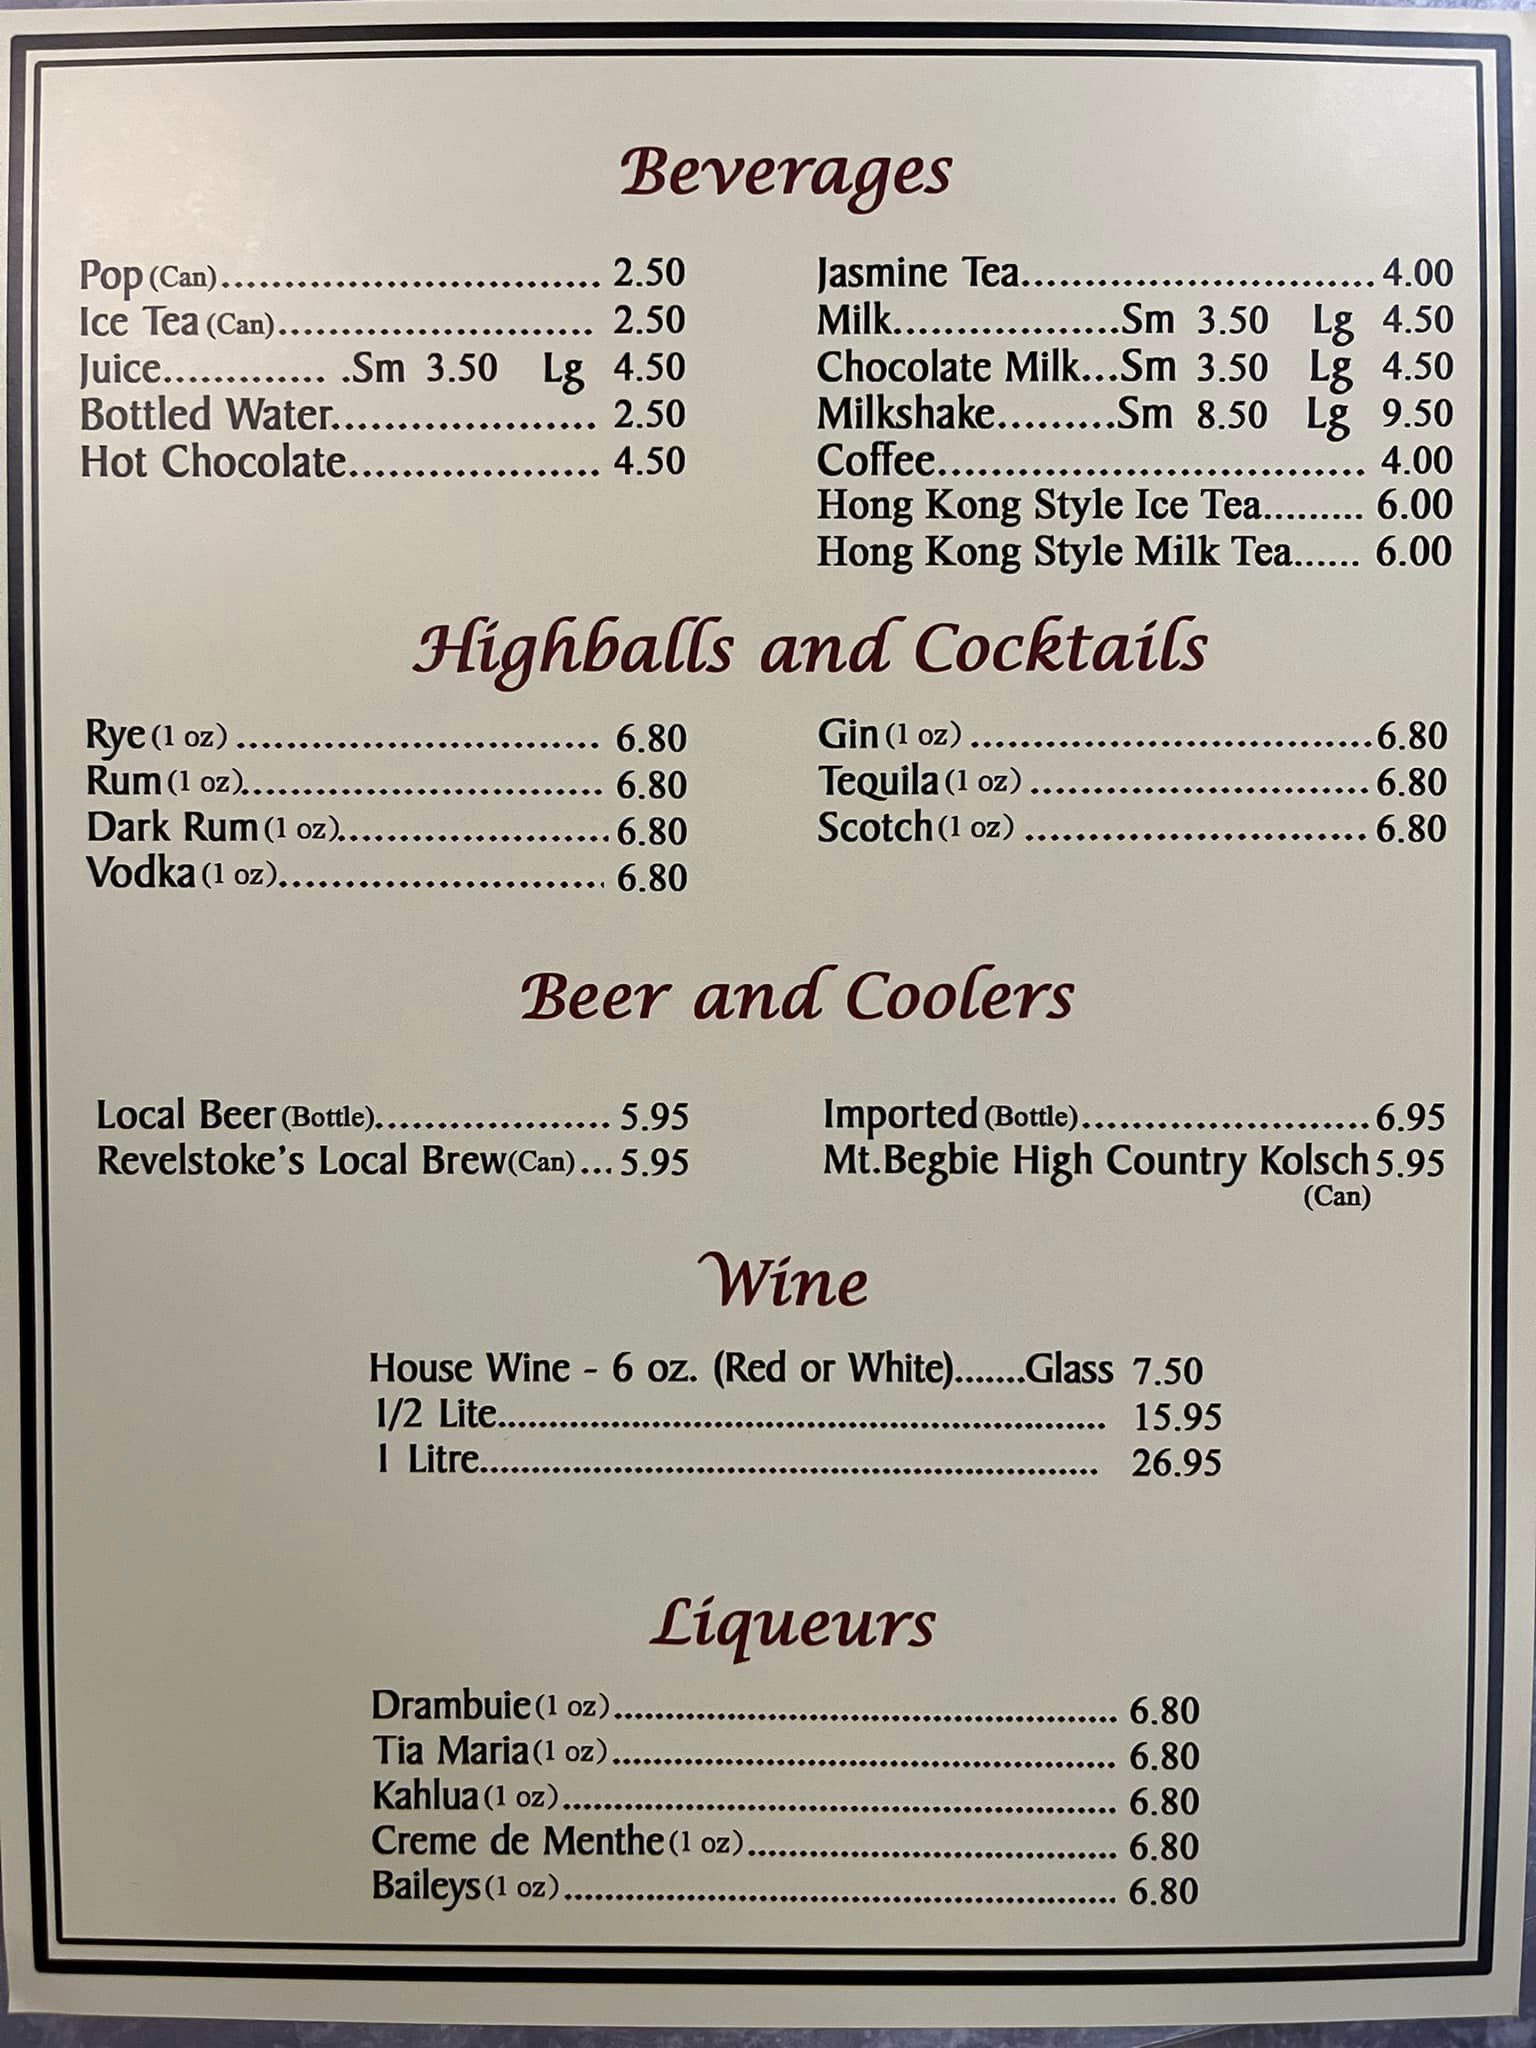 Beverages
Pop (Can).............................. 2.50
Ice Tea (Can)......................... 2.50
Juice............. .Sm 3.50 Lg 4.50
Bottled Water..................... 2.50
Hot Chocolate.................... 4.50
Jasmine Tea............................ 4.00
Milk..................Sm 3.50 Lg 4.50
Chocolate Milk...Sm 3.50 Lg 4.50
Milkshake.........Sm 8.50 Lg 9.50
Coffee.................................. 4.00
Hong Kong Style Ice Tea......... 6.00
Hong Kong Style Milk Tea...... 6.00
Highballs and Cocktails
Rye (1 oz) ............................. 6.80
Rum (1 oz)............................. 6.80
Dark Rum (1 oz)..................... 6.80
Vodka (1 oz).......................... 6.80
Gin (1 oz) ................................6.80
Tequila (1 oz) ........................... 6.80
Scotch (1 oz) ........................... 6.80
Beer and Coolers
Local Beer (Bottle)................... 5.95
Revelstoke's Local Brew(Can)... 5.95
Imported (Bottle).......................6.95
Mt.Begbie High Country Kolsch 5.95
(Can)
Wine
House Wine - 6 oz. (Red or White).......Glass 7.50
1/2 Lite............................................................ 15.95
1 Litre............................................................. 26.95
Liqueurs
Drambuie (1 oz)................................................. 6.80
Tia Maria (1 oz)................................................. 6.80
Kahlua (1 oz)...................................................... 6.80
Creme de Menthe (1 oz).................................... 6.80
Baileys (1 oz)...................................................... 6.80